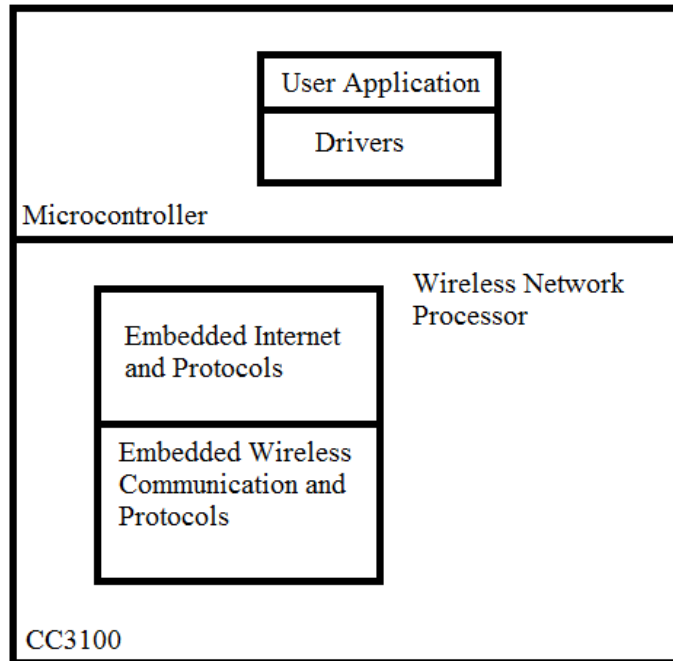 User Application
Drivers
Microcontroller
Wireless Network
Processor
Embedded Internet
and Protocols
Embedded Wireless
Communication and
Protocols
CC3100